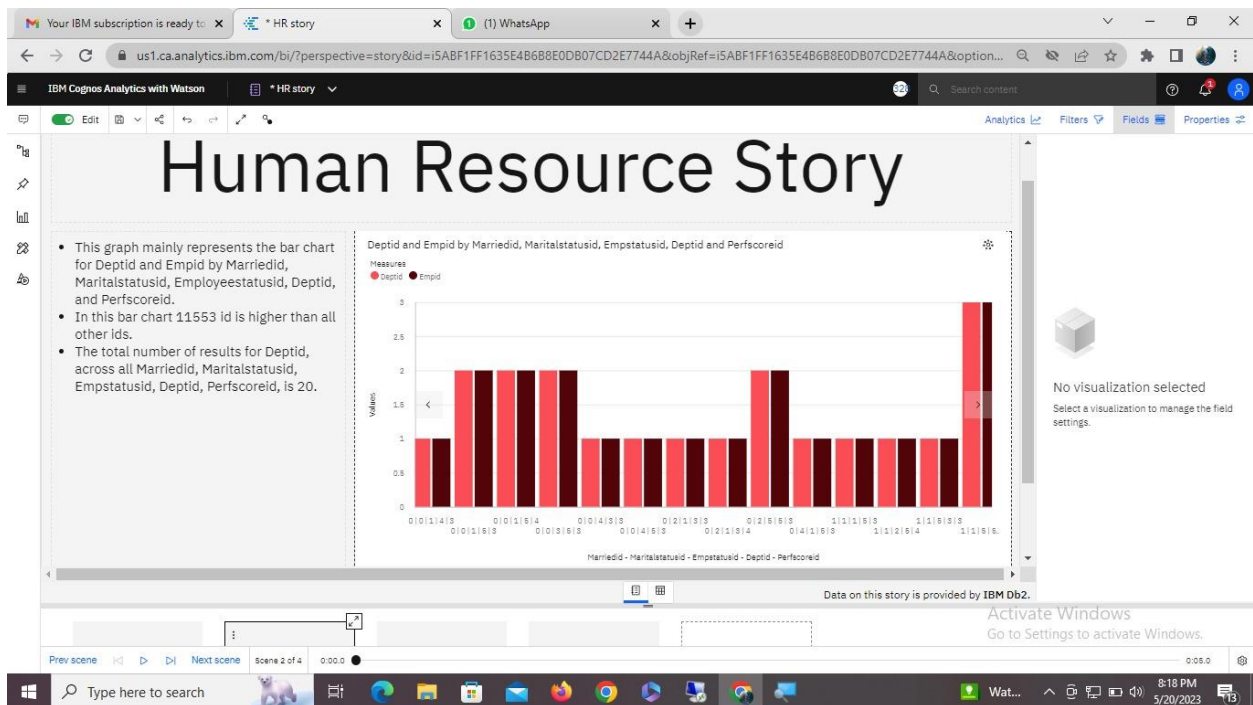 Your IBM subscription is ready to
* HR story
(1) WhatsApp
us1.ca.analytics.ibm.com/bi/?perspective=story&id=i5ABF1FF1635E4B6B8E0DB07CD2E7744A&objRef=i5ABF1FF1635E4B6B8E0DB07CD2E7744A&option...
IBM Cognos Analytics with Watson
* HR story
Search content
Edit
Analytics
Filters
Fields
Properties
Human Resource Story
• This graph mainly represents the bar chart
for Deptid and Empid by Marriedid,
Maritalstatusid, Employeestatusid, Deptid,
and Perfscoreid.
• In this bar chart 11553 id is higher than all
other ids.
• The total number of results for Deptid,
across all Marriedid, Maritalstatusid,
Empstatusid, Deptid, Perfscoreid, is 20.
Deptid and Empid by Marriedid, Maritalstatusid, Empstatusid, Deptid and Perfscoreid
Measures
Deptid Empid
3
2.5
2
1.5
1
0.5
0
Values
0|0|1|4|3 0|0|1|5|4 0|0|4|3|3 0|2|1|3|3 0|2|5|5|3 1|1|1|5|3 1|1|5|3|3
0|0|1|5|3 0|0|3|5|3 0|0|4|5|3 0|2|1|3|4 0|4|1|5|3 1|1|2|5|4 1|1|5|5.
Marriedid - Maritalstatusid - Empstatusid - Deptid - Perfscoreid
No visualization selected
Select a visualization to manage the field
settings.
Data on this story is provided by IBM Db2.
Activate Windows
Go to Settings to activate Windows.
Prev scene
Next scene
Scene 2 of 4
0:00.0
0:05.0
Type here to search
Wat...
8:18 PM
5/20/2023
13